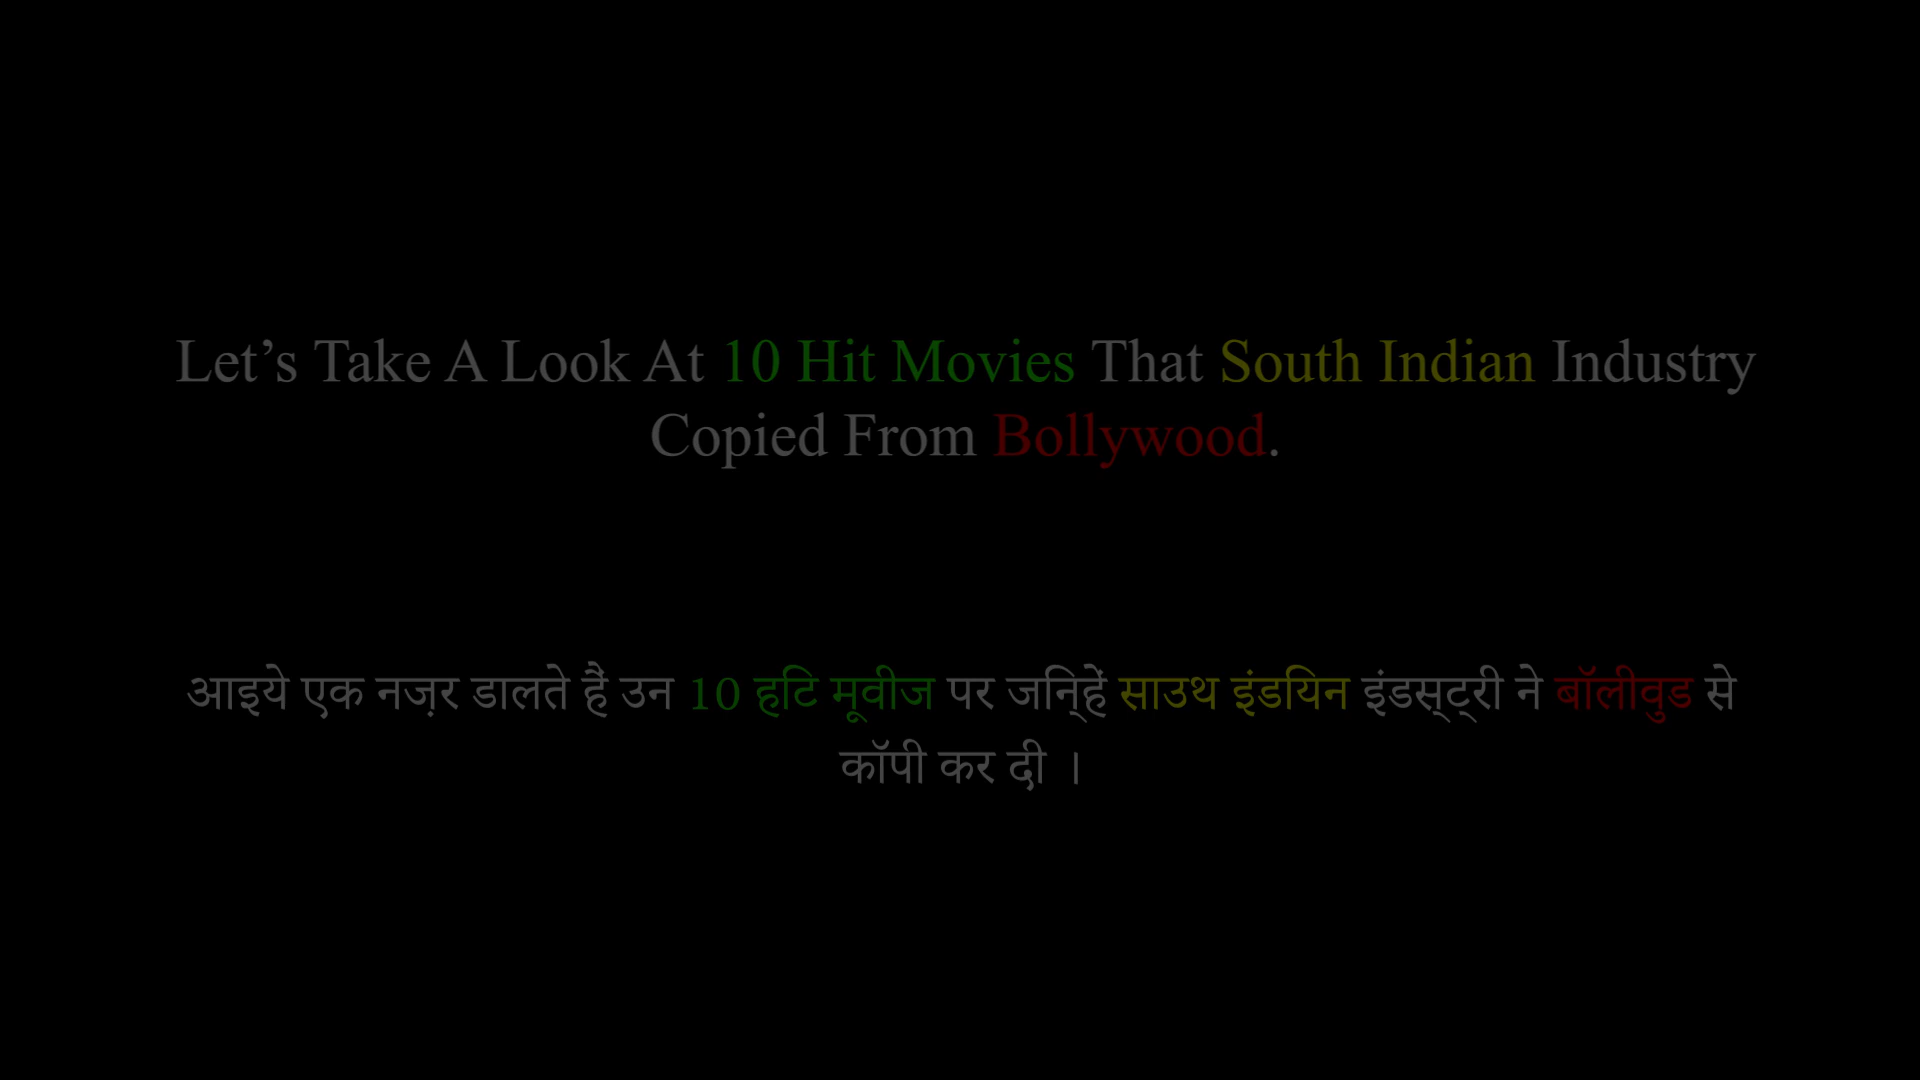 Let’s Take A Look At 10 Hit Movies That South Indian Industry
Copied From Bollywood.
आइये एक नज़र डालते हैं उन 10 हिट मूवीज पर जिन्हें साउथ इंडियन इंडस्ट्री ने बॉलीवुड से
कॉपी कर दी ।